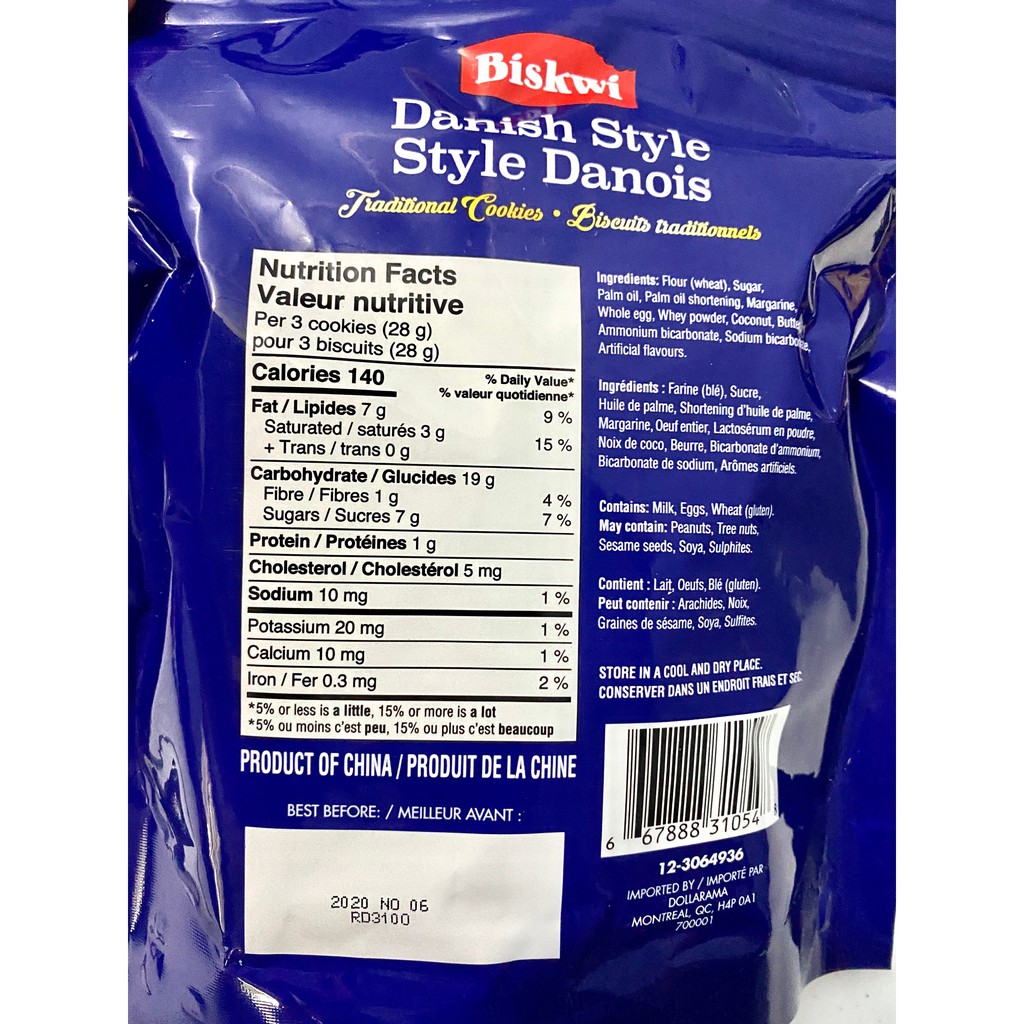 Biskwi
Danish Style
Style Danois
Traditional Cookies • Biscuits traditionnels
Nutrition Facts
Valeur nutritive
Per 3 cookies (28 g)
pour 3 biscuits (28 g)
Calories 140
% Daily Value*
% valeur quotidienne*
Fat / Lipides 7 g 9 %
Saturated / saturés 3 g
+ Trans / trans 0 g 15 %
Carbohydrate / Glucides 19 g
Fibre / Fibres 1 g 4 %
Sugars / Sucres 7 g 7 %
Protein / Protéines 1 g
Cholesterol / Cholestérol 5 mg
Sodium 10 mg 1 %
Potassium 20 mg 1 %
Calcium 10 mg 1 %
Iron / Fer 0.3 mg 2 %
*5% or less is a little, 15% or more is a lot
*5% ou moins c'est peu, 15% ou plus c'est beaucoup
PRODUCT OF CHINA / PRODUIT DE LA CHINE
BEST BEFORE: / MEILLEUR AVANT :
2020 NO 06
RD3100
Ingredients: Flour (wheat), Sugar,
Palm oil, Palm oil shortening, Margarine,
Whole egg, Whey powder, Coconut,
Ammonium bicarbonate, Sodium
Artificial flavours.
Ingrédients : Farine (blé), Sucre,
Huile de palme, Shortening d'huile de palme,
Margarine, Oeuf entier, Lactosérum en poudre,
Noix de coco, Beurre, Bicarbonate d'ammonium,
Bicarbonate de sodium, Arômes artificiels.
Contains: Milk, Eggs, Wheat (gluten).
May contain: Peanuts, Tree nuts,
Sesame seeds, Soya, Sulphites.
Contient : Lait, Oeufs, Blé (gluten).
Peut contenir : Arachides, Noix,
Graines de sésame, Soya, Sulfites.
STORE IN A COOL AND DRY PLACE.
CONSERVER DANS UN ENDROIT FRAIS ET SEC.
6 67888 31054 8
12-3064936
IMPORTED BY / IMPORTÉ PAR
DOLLARAMA
MONTREAL, QC, H4P 0A1
700001